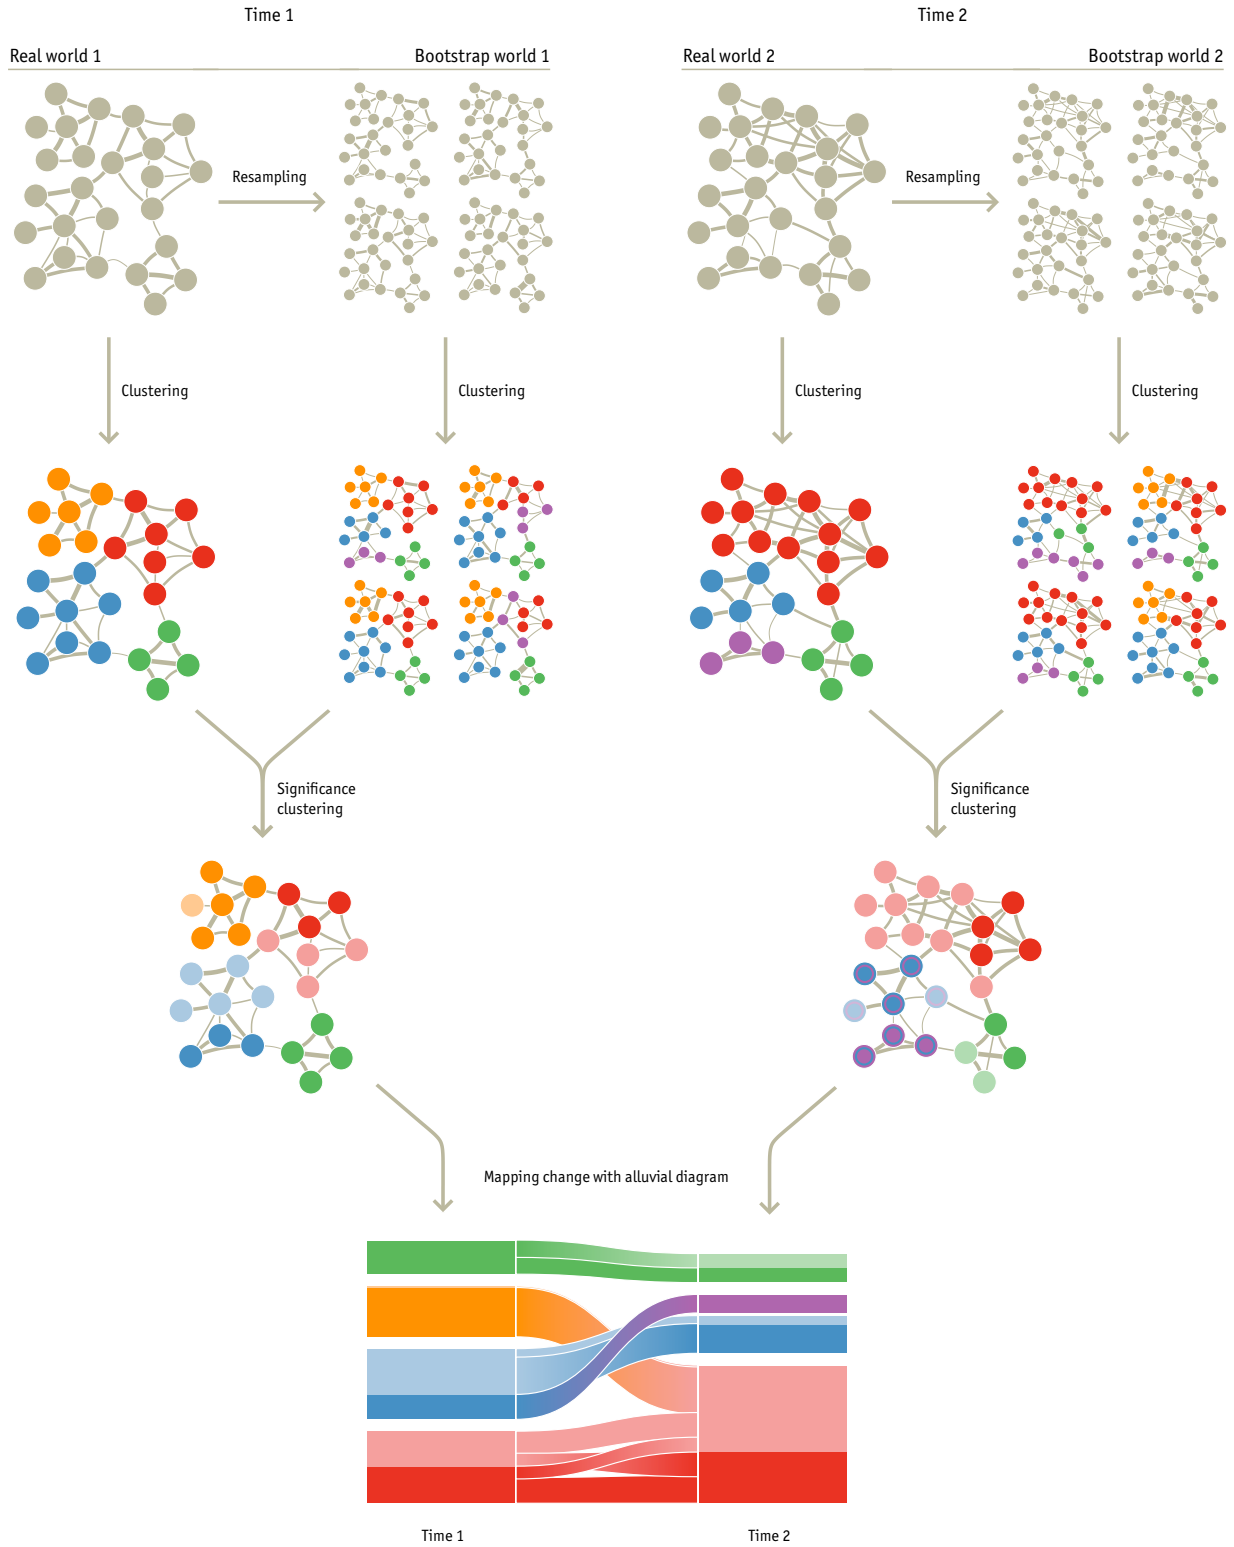 Time 1
Time 2
Real world 1
Bootstrap world 1
Real world 2
Bootstrap world 2
Resampling
Resampling
Clustering
Clustering
Clustering
Clustering
Significance
clustering
Significance
clustering
Mapping change with alluvial diagram
Time 1
Time 2